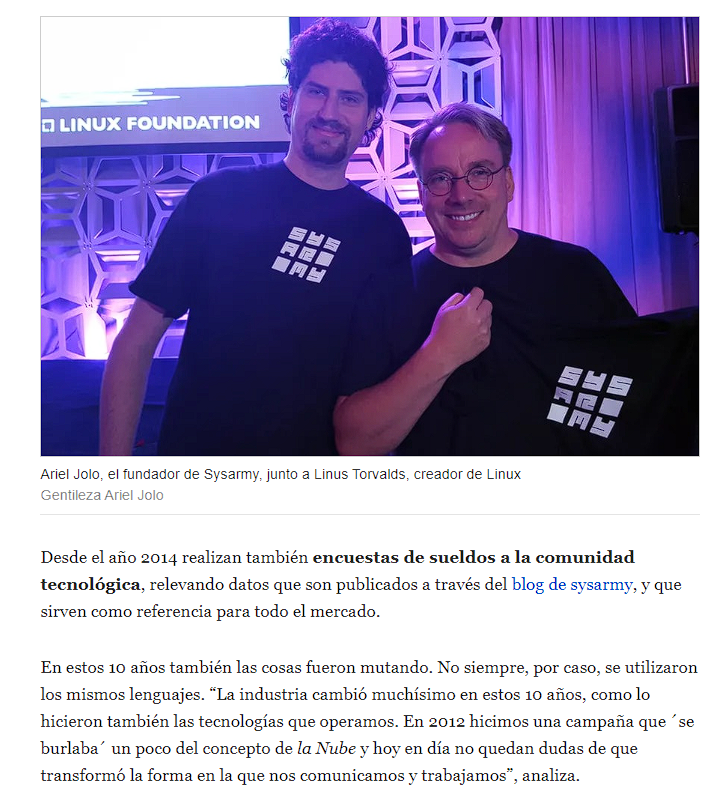 LINUX FOUNDATION
SYS
ARO
MY
SYS
ARO
MY
Ariel Jolo, el fundador de Sysarmy, junto a Linus Torvalds, creador de Linux
Gentileza Ariel Jolo
Desde el año 2014 realizan también encuestas de sueldos a la comunidad
tecnológica, relevando datos que son publicados a través del blog de sysarmy, y que
sirven como referencia para todo el mercado.
En estos 10 años también las cosas fueron mutando. No siempre, por caso, se utilizaron
los mismos lenguajes. “La industria cambió muchísimo en estos 10 años, como lo
hicieron también las tecnologías que operamos. En 2012 hicimos una campaña que ´se
burlaba´ un poco del concepto de la Nube y hoy en día no quedan dudas de que
transformó la forma en la que nos comunicamos y trabajamos”, analiza.